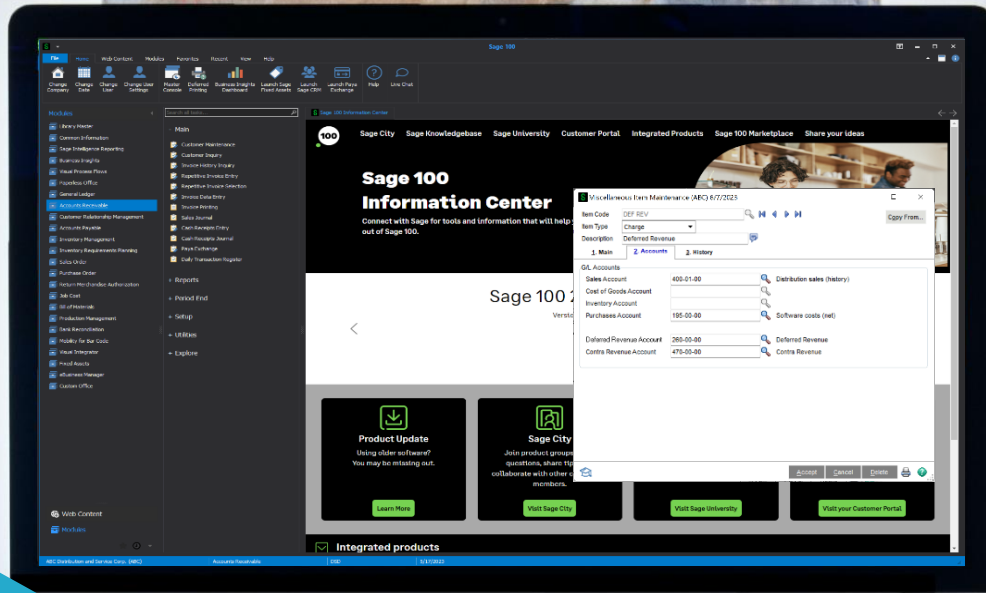 Sage 100
File Home Web Content Modules Favorites Recent View Help
Change Company
Change Date
Change User
Change User Settings
Master Console
Deferred Printing
Business Insights Dashboard
Launch Sage Fixed Assets
Launch Sage CRM
Launch Paya Exchange
Help
Live Chat
Modules
Library Master
Common Information
Sage Intelligence Reporting
Business Insights
Visual Process Flows
Paperless Office
General Ledger
Accounts Receivable
Customer Relationship Management
Accounts Payable
Inventory Management
Inventory Requirements Planning
Sales Order
Purchase Order
Return Merchandise Authorization
Job Cost
Bill of Materials
Production Management
Bank Reconciliation
Mobility for Bar Code
Visual Integrator
Fixed Assets
eBusiness Manager
Custom Office
Web Content
Modules
Search all tasks...
Main
Customer Maintenance
Customer Inquiry
Invoice History Inquiry
Repetitive Invoice Entry
Repetitive Invoice Selection
Invoice Data Entry
Invoice Printing
Sales Journal
Cash Receipts Entry
Cash Receipts Journal
Paya Exchange
Daily Transaction Register
+ Reports
+ Period End
+ Setup
+ Utilities
+ Explore
Sage 100 Information Center
100
Sage City Sage Knowledgebase Sage University Customer Portal Integrated Products Sage 100 Marketplace Share your ideas
Sage 100
Information Center
Connect with Sage for tools and information that will help
out of Sage 100.
Sage 100
Product Update
Using older software?
You may be missing out.
Learn More
Sage City
Join product groups
questions, share tip
collaborate with other
members.
Visit Sage City
Visit Sage University
Visit your Customer Portal
Integrated products
Miscellaneous Item Maintenance (ABC) 6/7/2023
Item Code DEF REV
Copy From...
Item Type Charge
Description Deferred Revenue
1. Main 2. Accounts 3. History
G/L Accounts
Sales Account 400-01-00 Distribution sales (history)
Cost of Goods Account
Inventory Account
Purchases Account 195-00-00 Software costs (net)
Deferred Revenue Account 260-00-00 Deferred Revenue
Contra Revenue Account 470-00-00 Contra Revenue
Accept Cancel Delete
ABC Distribution and Service Corp. (ABC) Accounts Receivable